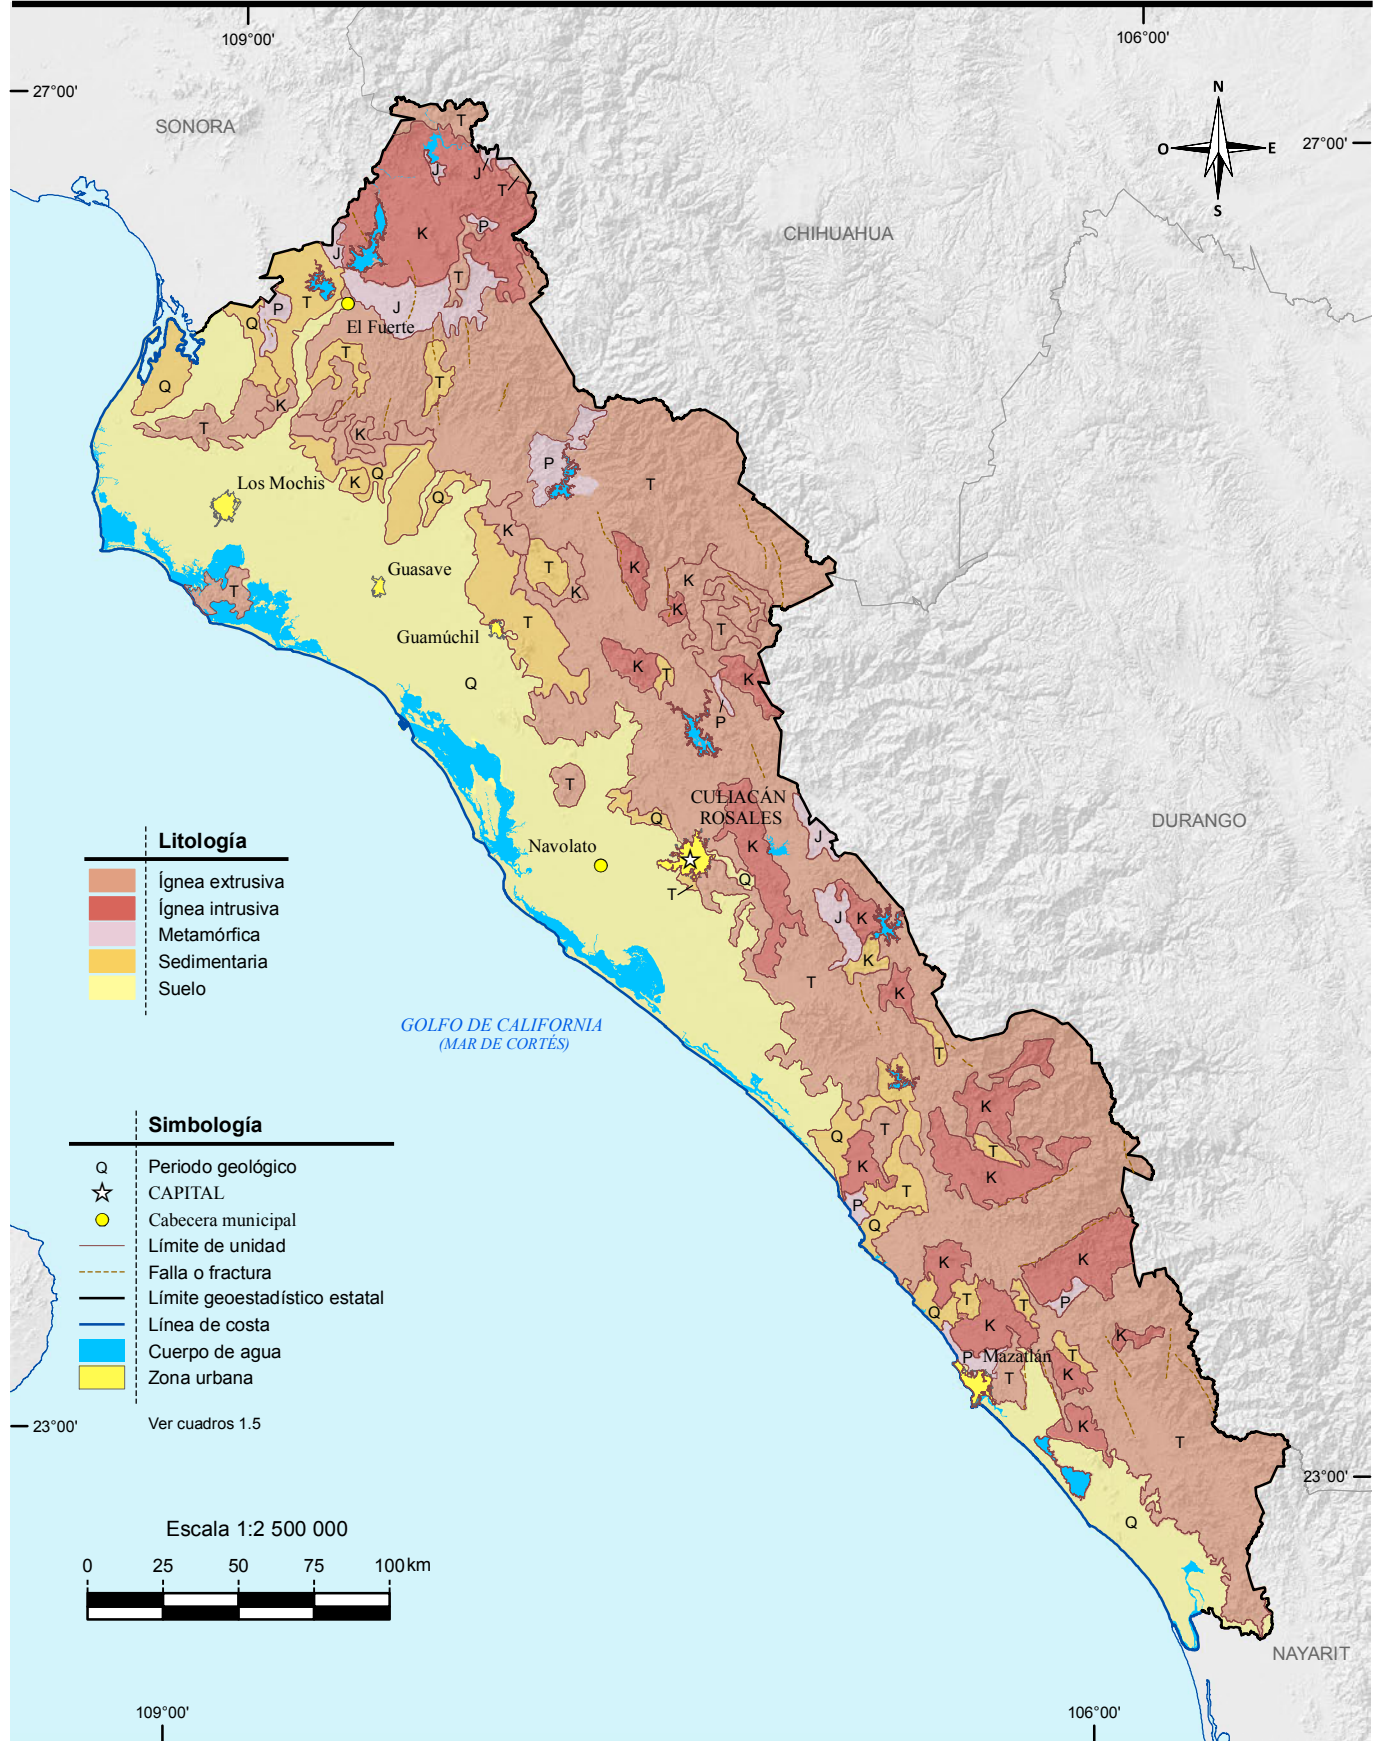 109°00'
106°00'
27°00'
SONORA
N
O
E
S
27°00'
CHIHUAHUA
T
J
J
T
P
K
J
T
P
T
J
Q
El Fuerte
T
T
Q
K
T
K
P
Q
K
Q
T
Los Mochis
K
T
K
K
K
Guasave
T
K
T
T
Guamúchil
K
T
K
Q
P
T
CULIACÁN
ROSALES
Q
DURANGO
J
K
Navolato
Q
T
J
K
K
T
K
T
GOLFO DE CALIFORNIA
(MAR DE CORTÉS)
K
T
Q
T
K
K
T
P
Q
K
K
T
T
P
Q
K
K
T
P
Mazatlán
T
K
K
T
Q
Litología
Ígnea extrusiva
Ígnea intrusiva
Metamórfica
Sedimentaria
Suelo
Simbología
Q Periodo geológico
CAPITAL
Cabecera municipal
Límite de unidad
Falla o fractura
Límite geoestadístico estatal
Línea de costa
Cuerpo de agua
Zona urbana
Ver cuadros 1.5
23°00'
23°00'
Escala 1:2 500 000
0 25 50 75 100 km
NAYARIT
109°00'
106°00'